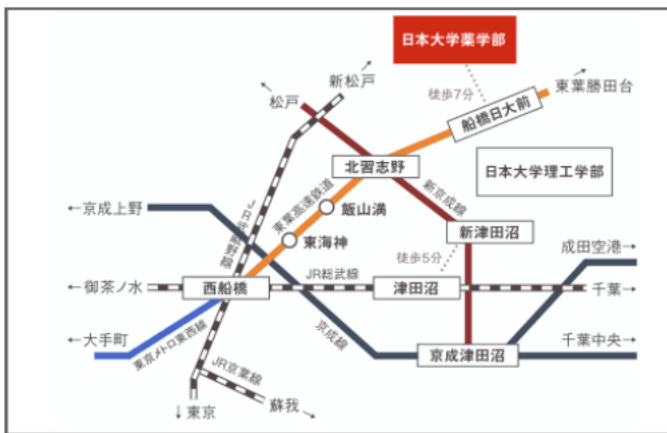 日本大学薬学部
新松戸
松戸
徒歩7分
東葉勝田台
船橋日大前
北習志野
日本大学理工学部
JR武蔵野線
東葉高速鉄道
新京成線
←京成上野
飯山満
東海神
新津田沼
成田空港→
徒歩5分
JR総武線
←御茶ノ水
西船橋
津田沼
千葉→
←大手町
東京メトロ東西線
京成線
京成津田沼
千葉中央→
JR京葉線
↓東京
蘇我